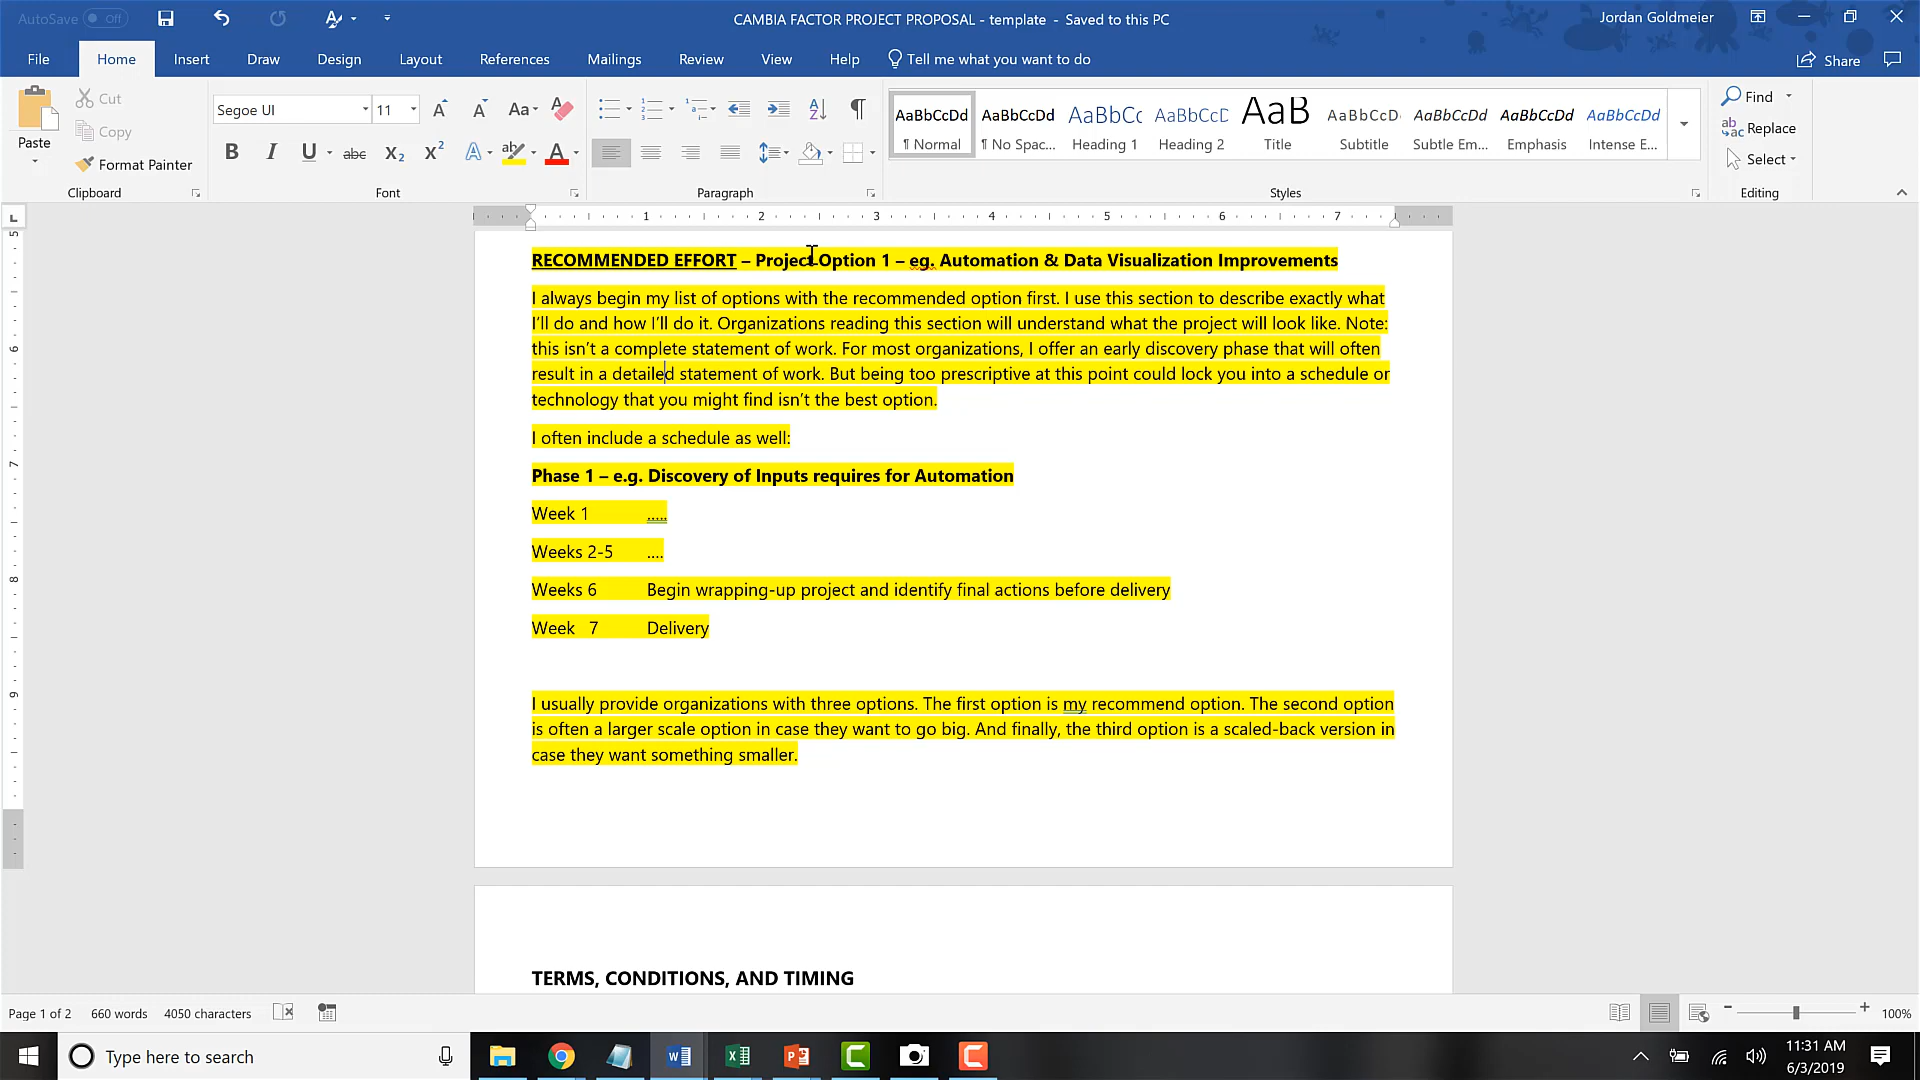 AutoSave Off
CAMBIA FACTOR PROJECT PROPOSAL - template - Saved to this PC
Jordan Goldmeier
File Home Insert Draw Design Layout References Mailings Review View Help Tell me what you want to do
Share
Paste
Cut
Copy
Format Painter
Clipboard
Segoe UI 11
Font
Paragraph
AaBbCcDd AaBbCcDd AaBbCc AaBbCcD AaB AaBbCcD AaBbCcDd AaBbCcDd AaBbCcDd
¶ Normal ¶ No Spac... Heading 1 Heading 2 Title Subtitle Subtle Em... Emphasis Intense E...
Styles
Find
Replace
Select
Editing
1 2 3 4 5 6 7
5
6
7
8
9
RECOMMENDED EFFORT – Project Option 1 – eg. Automation & Data Visualization Improvements
I always begin my list of options with the recommended option first. I use this section to describe exactly what
I'll do and how I'll do it. Organizations reading this section will understand what the project will look like. Note:
this isn't a complete statement of work. For most organizations, I offer an early discovery phase that will often
result in a detailed statement of work. But being too prescriptive at this point could lock you into a schedule or
technology that you might find isn't the best option.
I often include a schedule as well:
Phase 1 – e.g. Discovery of Inputs requires for Automation
Week 1 .....
Weeks 2-5 ....
Weeks 6 Begin wrapping-up project and identify final actions before delivery
Week 7 Delivery
I usually provide organizations with three options. The first option is my recommend option. The second option
is often a larger scale option in case they want to go big. And finally, the third option is a scaled-back version in
case they want something smaller.
TERMS, CONDITIONS, AND TIMING
Page 1 of 2 660 words 4050 characters
100%
Type here to search
11:31 AM
6/3/2019